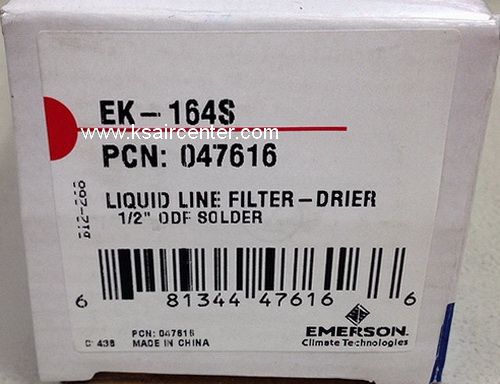 EK-164S
www.ksaircenter.com
PCN: 047616
LIQUID LINE FILTER-DRIER
1/2" ODF SOLDER
6 81344 47616 6
PCN: 047616
MADE IN CHINA
EMERSON
Climate Technologies